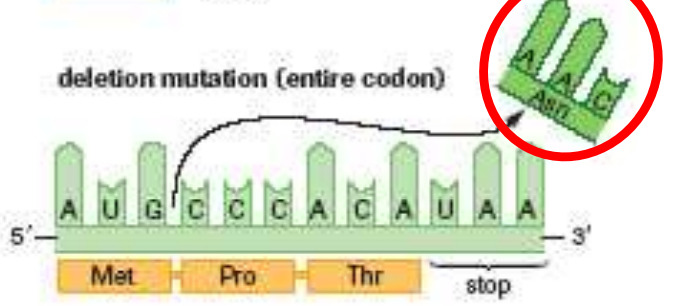 A A C
Asn
deletion mutation (entire codon)
A U G C C C A C A U A A
5′ 3′
Met Pro Thr stop